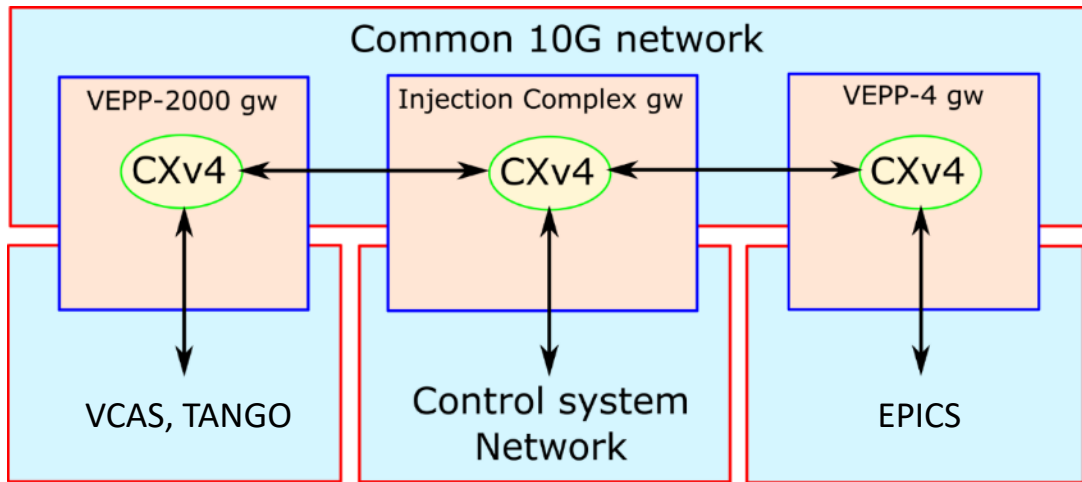 Common 10G network
VEPP-2000 gw
Injection Complex gw
VEPP-4 gw
CXv4
CXv4
CXv4
VCAS, TANGO
Control system
Network
EPICS